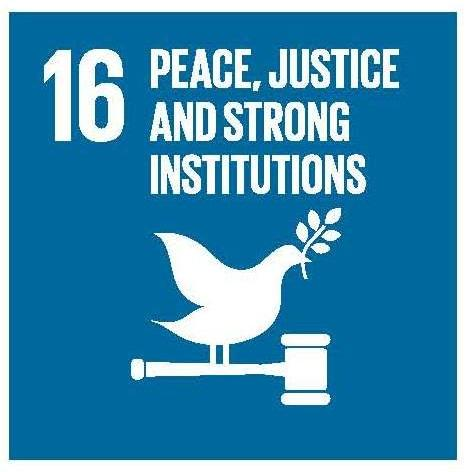 16 PEACE, JUSTICE
AND STRONG
INSTITUTIONS